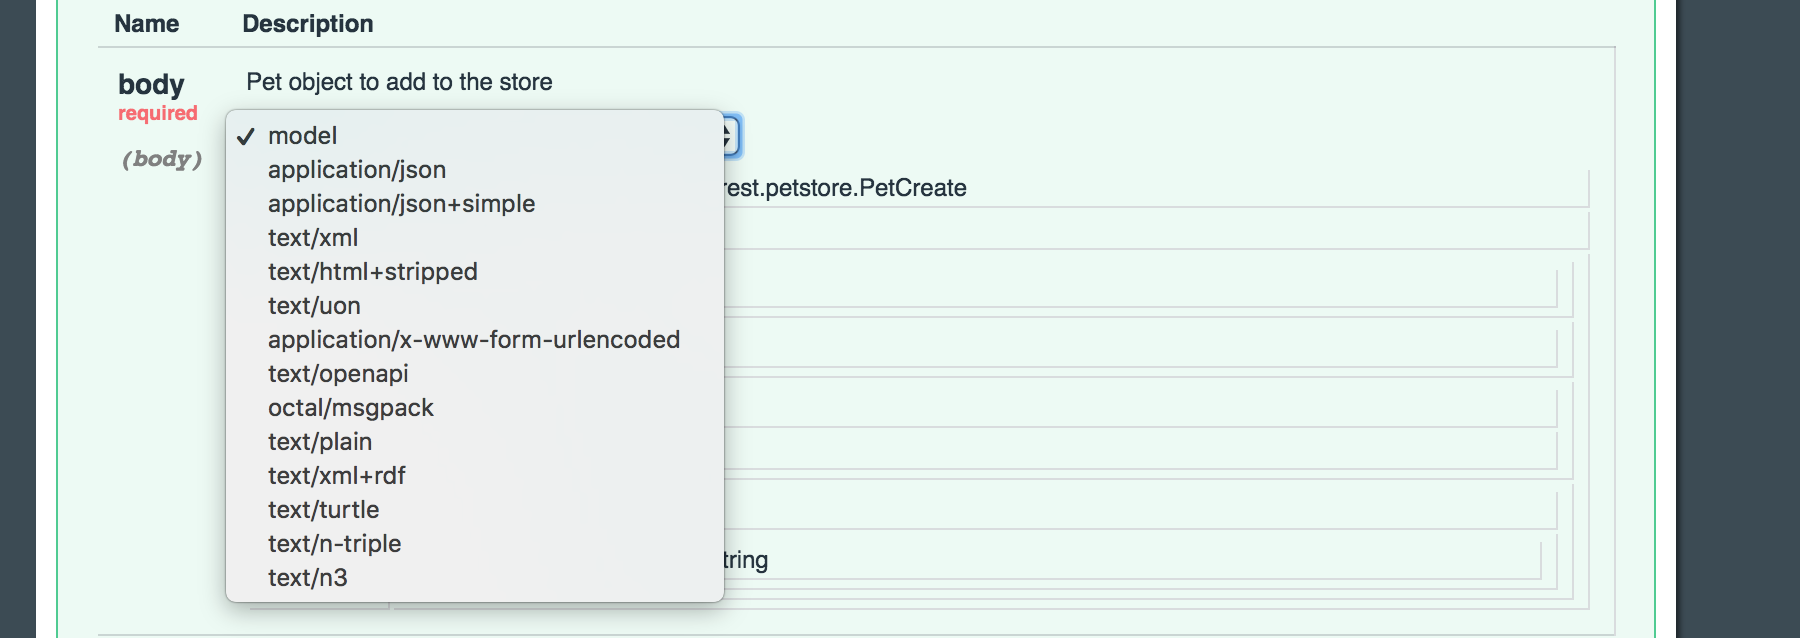 Name Description
body Pet object to add to the store
required
(body)
✓ model
application/json
application/json+simple
rest.petstore.PetCreate
text/xml
text/html+stripped
text/uon
application/x-www-form-urlencoded
text/openapi
octal/msgpack
text/plain
text/xml+rdf
text/turtle
text/n-triple
tring
text/n3